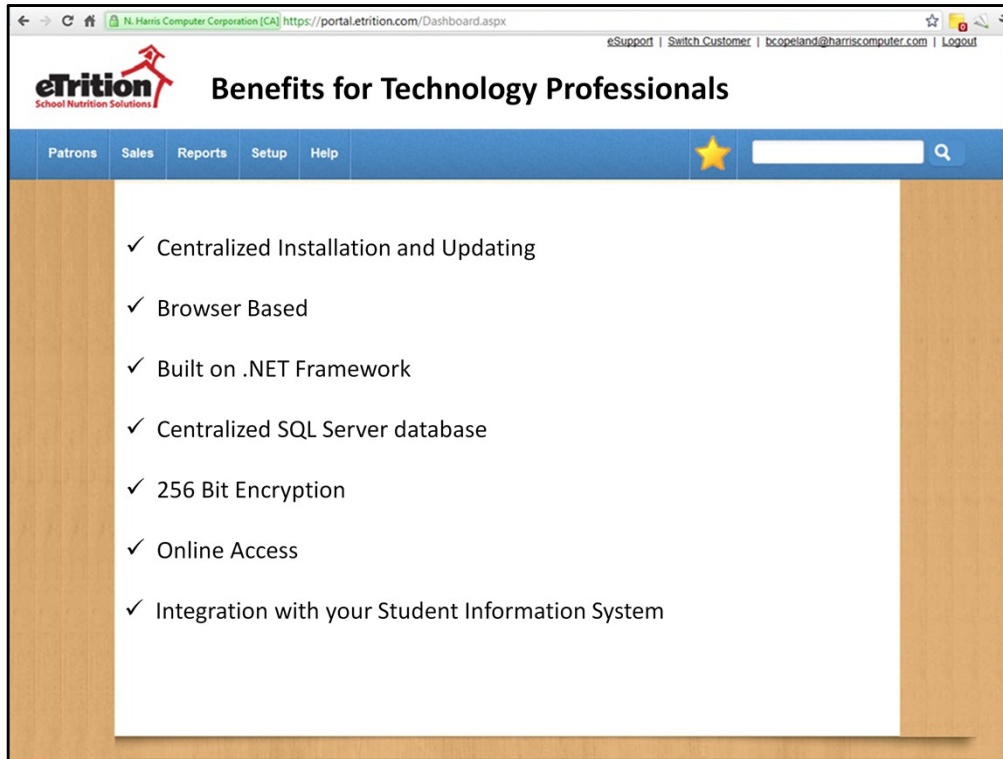 N. Harris Computer Corporation [CA] https://portal.etrition.com/Dashboard.aspx
eSupport | Switch Customer | bcopeland@harriscomputer.com | Logout
eTrition
School Nutrition Solutions
Benefits for Technology Professionals
Patrons Sales Reports Setup Help
✓ Centralized Installation and Updating
✓ Browser Based
✓ Built on .NET Framework
✓ Centralized SQL Server database
✓ 256 Bit Encryption
✓ Online Access
✓ Integration with your Student Information System